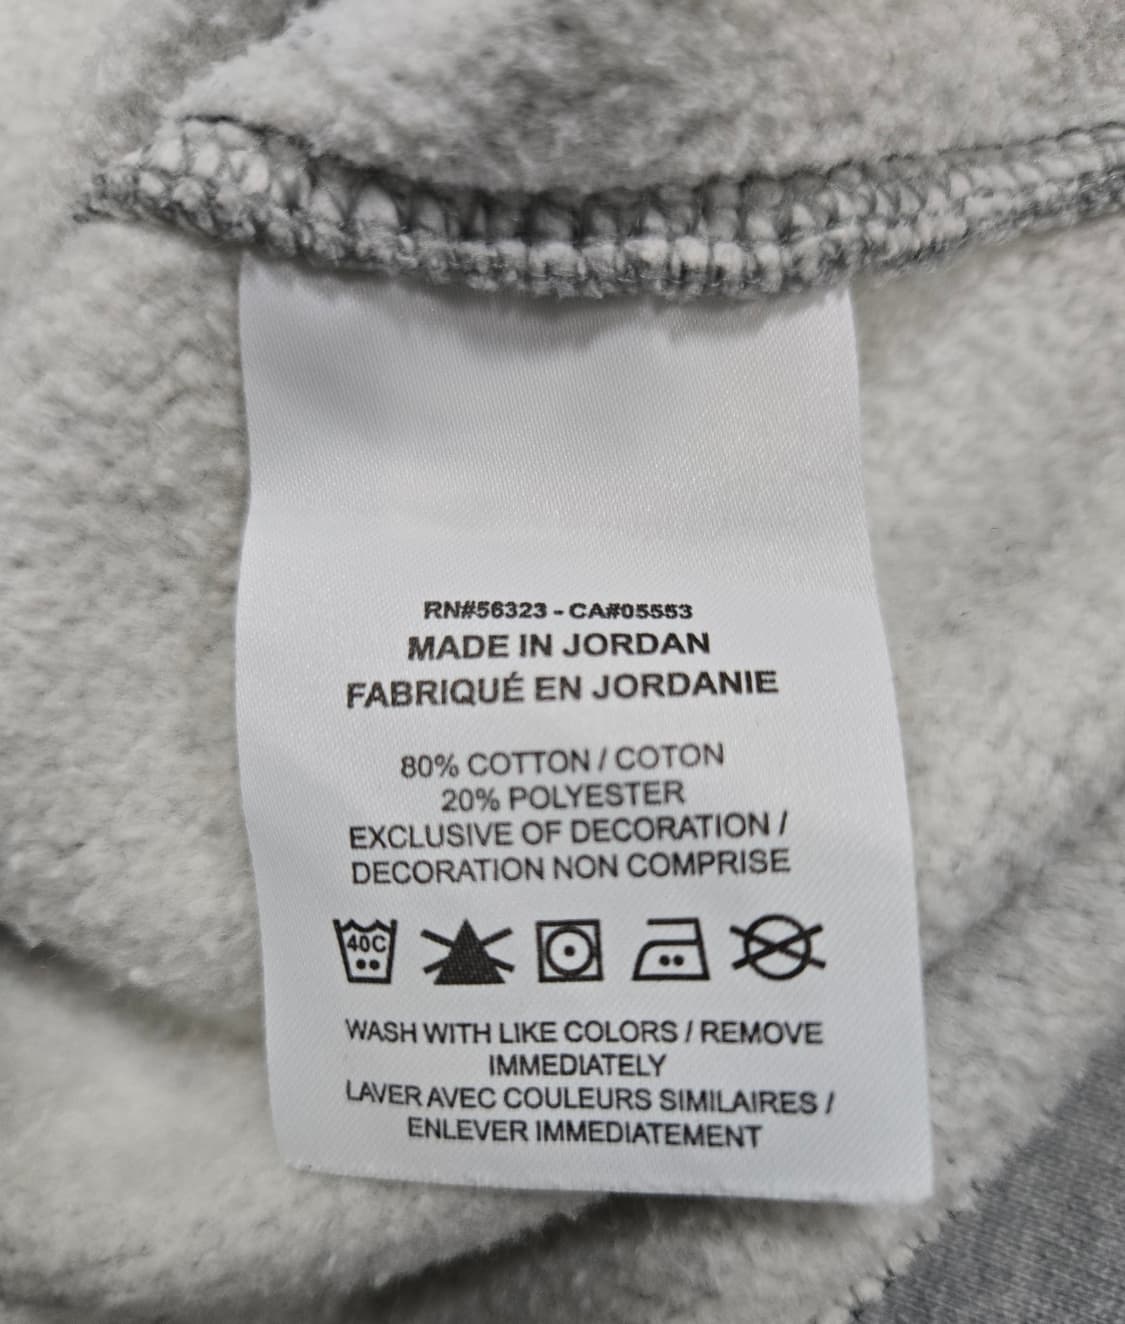 RN#56323 - CA#05553
MADE IN JORDAN
FABRIQUÉ EN JORDANIE
80% COTTON / COTON
20% POLYESTER
EXCLUSIVE OF DECORATION /
DECORATION NON COMPRISE
40C
WASH WITH LIKE COLORS / REMOVE
IMMEDIATELY
LAVER AVEC COULEURS SIMILAIRES /
ENLEVER IMMEDIATEMENT